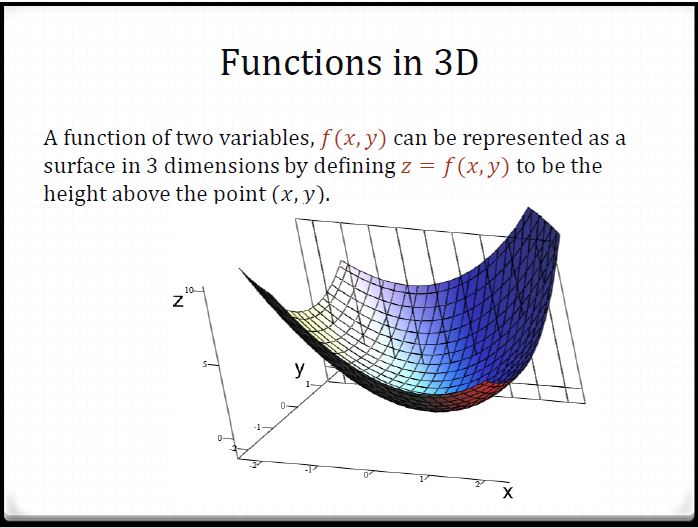 Functions in 3D
A function of two variables, f(x, y) can be represented as a
surface in 3 dimensions by defining z = f(x, y) to be the
height above the point (x, y).
z
10
5
0
y
1
0
-1
-2
-2
-1
0
1
2
x